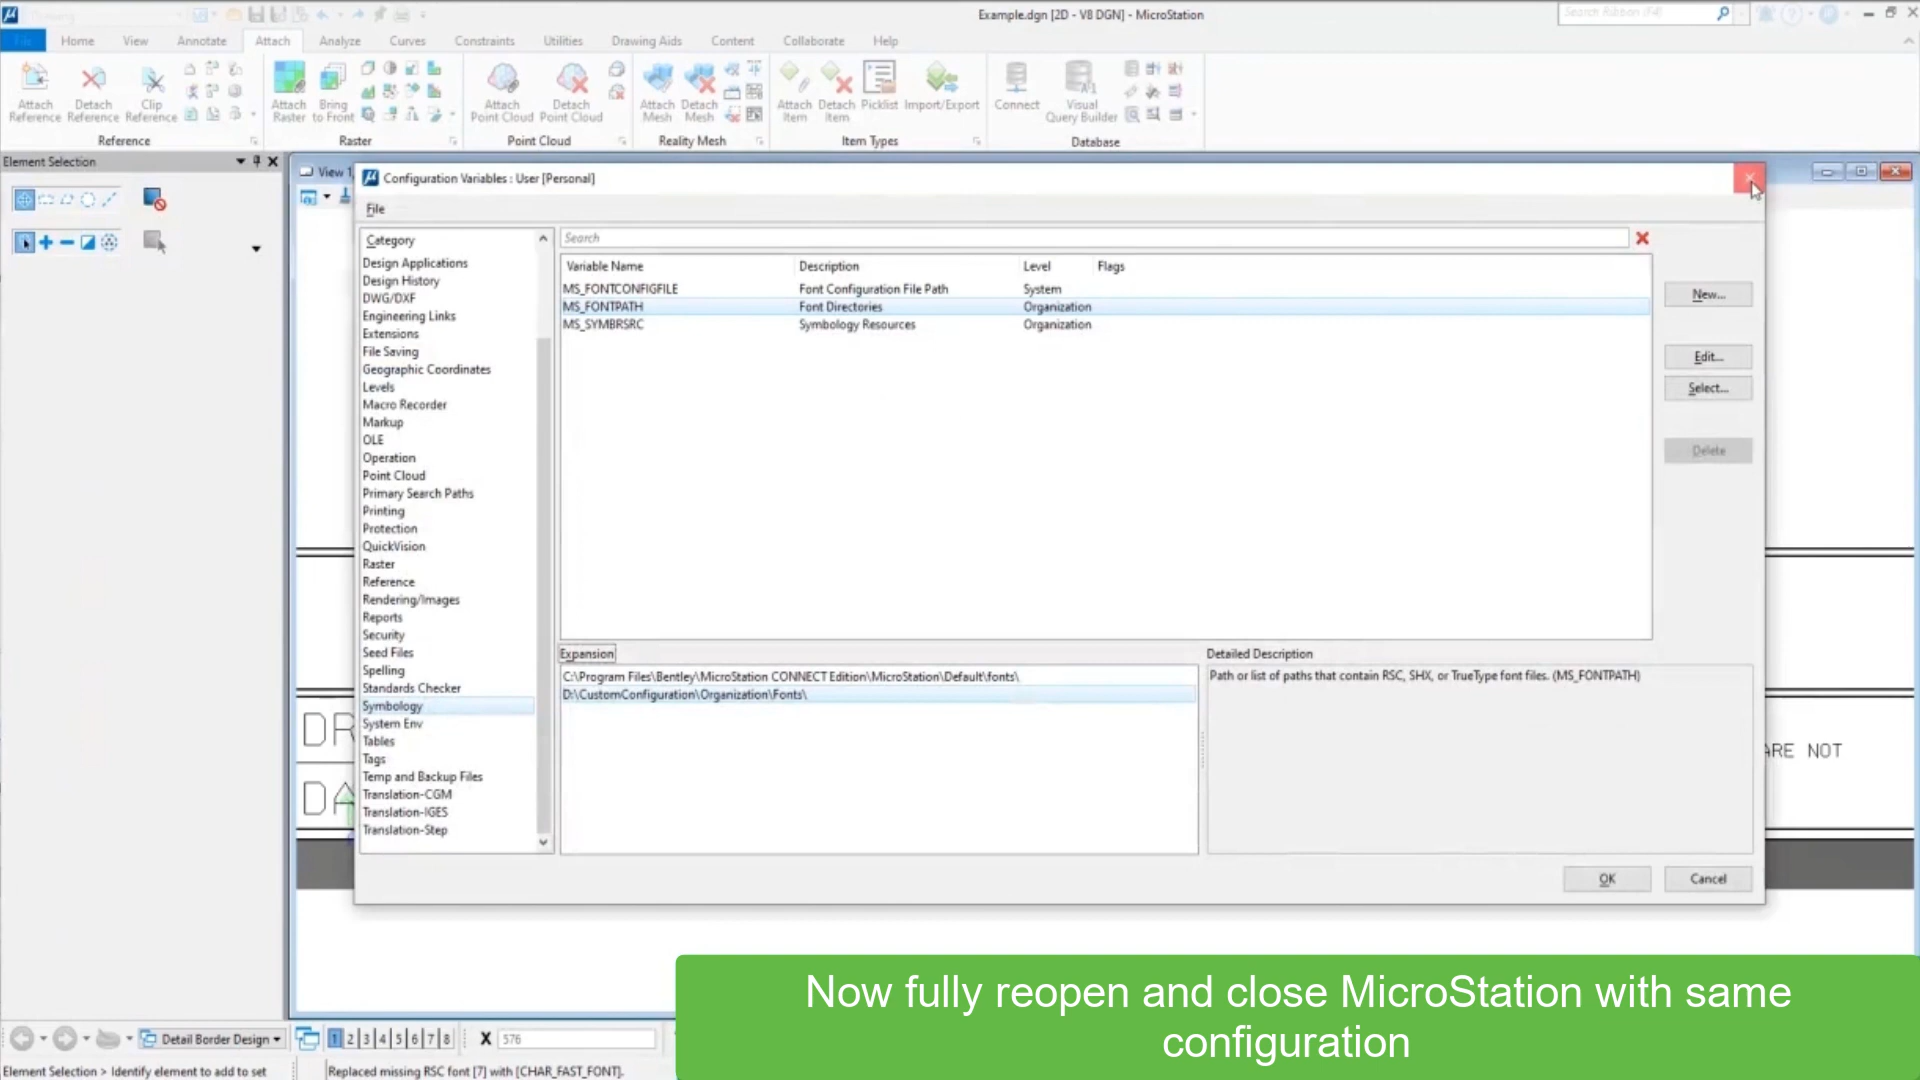 Example.dgn [2D - V8 DGN] - MicroStation
Search Ribbon (F4)
Home View Annotate Attach Analyze Curves Constraints Utilities Drawing Aids Content Collaborate Help
Attach Reference
Detach Reference
Clip Reference
Reference
Attach Raster
Bring to Front
Raster
Attach Point Cloud
Detach Point Cloud
Point Cloud
Attach Mesh
Detach Mesh
Reality Mesh
Attach Item
Detach Item
Picklist
Import/Export
Item Types
Connect
Visual Query Builder
Database
Element Selection
View 1,
Configuration Variables : User [Personal]
File
Category
Design Applications
Design History
DWG/DXF
Engineering Links
Extensions
File Saving
Geographic Coordinates
Levels
Macro Recorder
Markup
OLE
Operation
Point Cloud
Primary Search Paths
Printing
Protection
QuickVision
Raster
Reference
Rendering/Images
Reports
Security
Seed Files
Spelling
Standards Checker
Symbology
System Env
Tables
Tags
Temp and Backup Files
Translation-CGM
Translation-IGES
Translation-Step
Search
Variable Name Description Level Flags
MS_FONTCONFIGFILE Font Configuration File Path System
MS_FONTPATH Font Directories Organization
MS_SYMBRSRC Symbology Resources Organization
New...
Edit...
Select...
Delete
Expansion
C:\Program Files\Bentley\MicroStation CONNECT Edition\MicroStation\Default\fonts\
D:\CustomConfiguration\Organization\Fonts\
Detailed Description
Path or list of paths that contain RSC, SHX, or TrueType font files. (MS_FONTPATH)
OK Cancel
DR
DA
ARE NOT
Now fully reopen and close MicroStation with same
configuration
Detail Border Design 1 2 3 4 5 6 7 8 X 576
Element Selection > Identify element to add to set Replaced missing RSC font [7] with [CHAR_FAST_FONT].